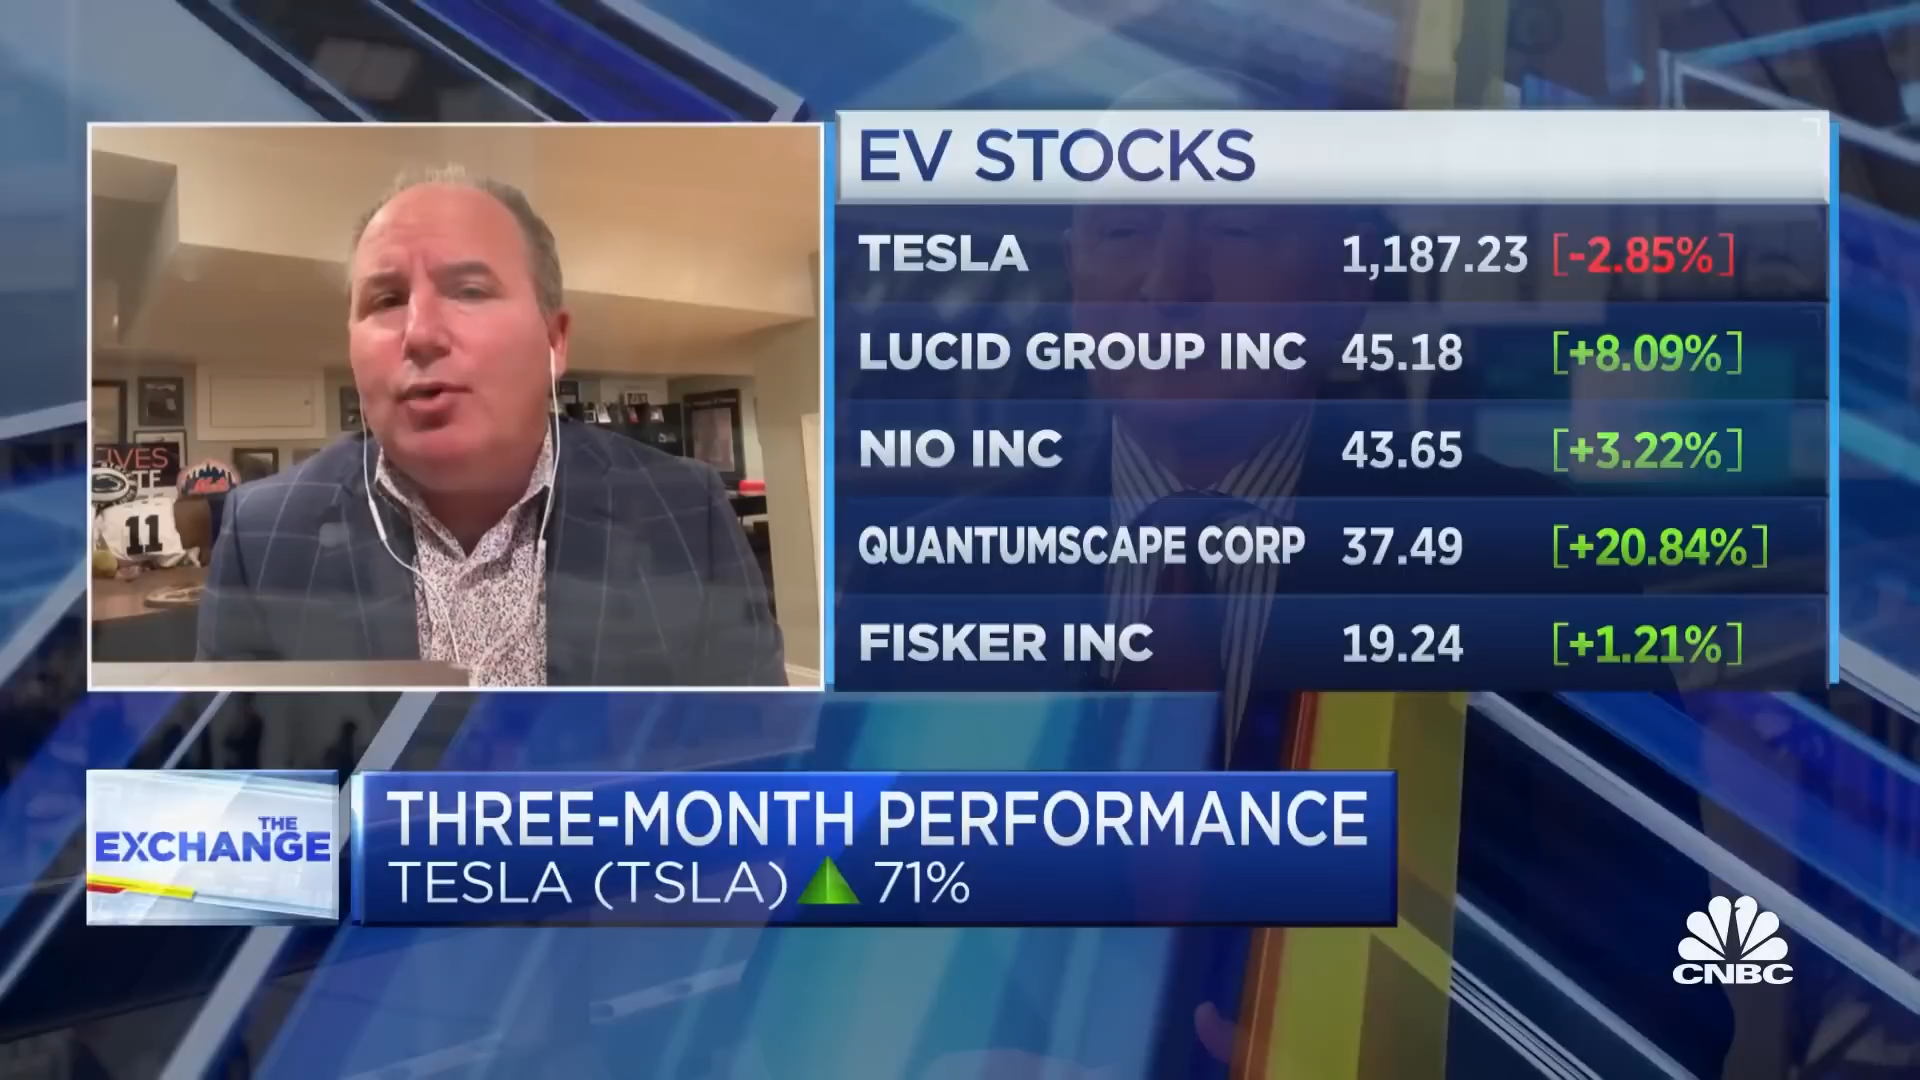 EV STOCKS
TESLA 1,187.23 [-2.85%]
LUCID GROUP INC 45.18 [+8.09%]
NIO INC 43.65 [+3.22%]
QUANTUMSCAPE CORP 37.49 [+20.84%]
FISKER INC 19.24 [+1.21%]
Mets
11
THE
EXCHANGE
THREE-MONTH PERFORMANCE
TESLA (TSLA) ▲ 71%
CNBC